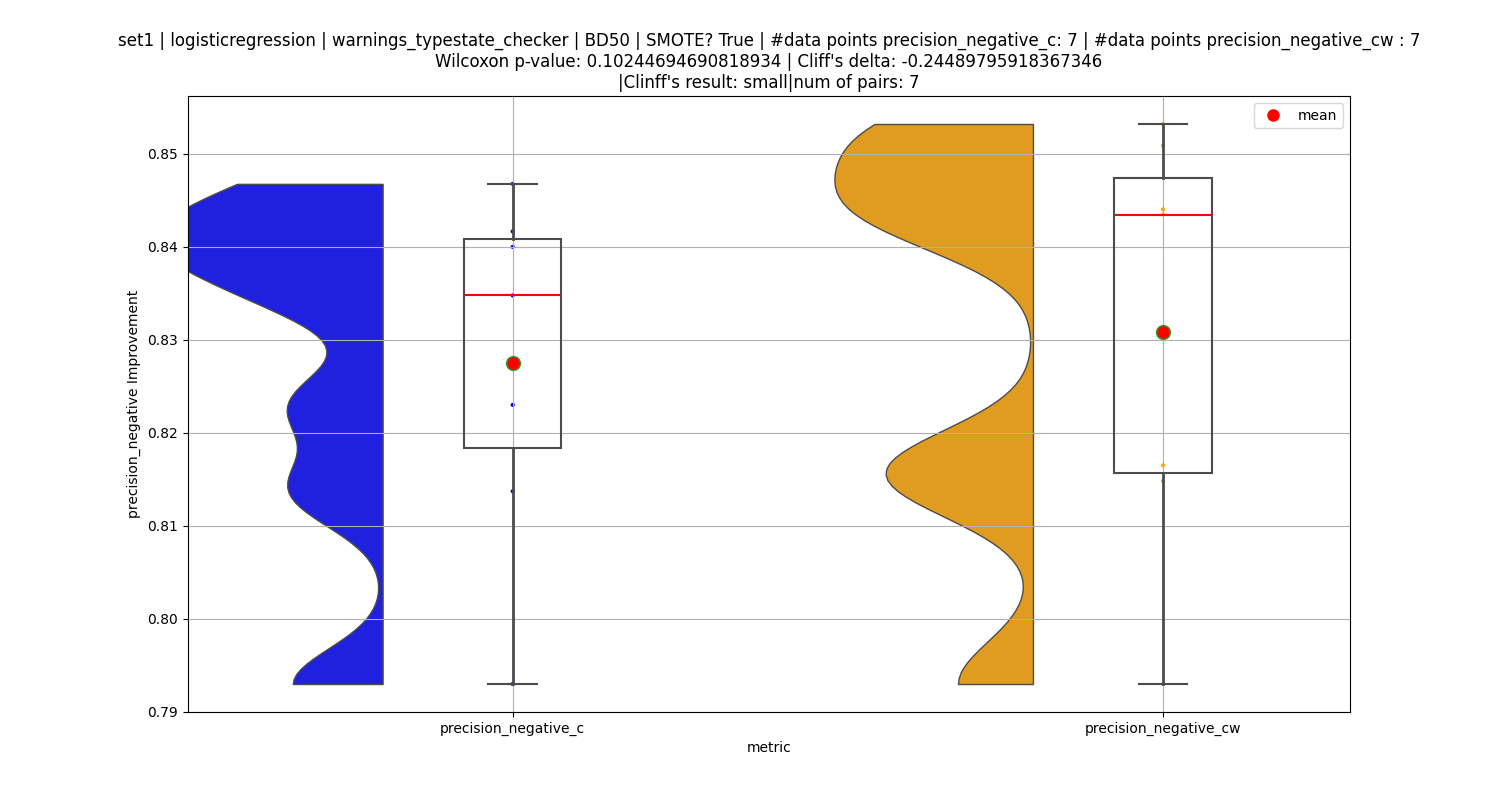 set1 | logisticregression | warnings_typestate_checker | BD50 | SMOTE? True | #data points precision_negative_c: 7 | #data points precision_negative_cw : 7
Wilcoxon p-value: 0.10244694690818934 | Cliff's delta: -0.24489795918367346
|Clinff's result: small|num of pairs: 7
mean
0.85
0.84
0.83
0.82
0.81
0.80
0.79
precision_negative Improvement
precision_negative_c
precision_negative_cw
metric